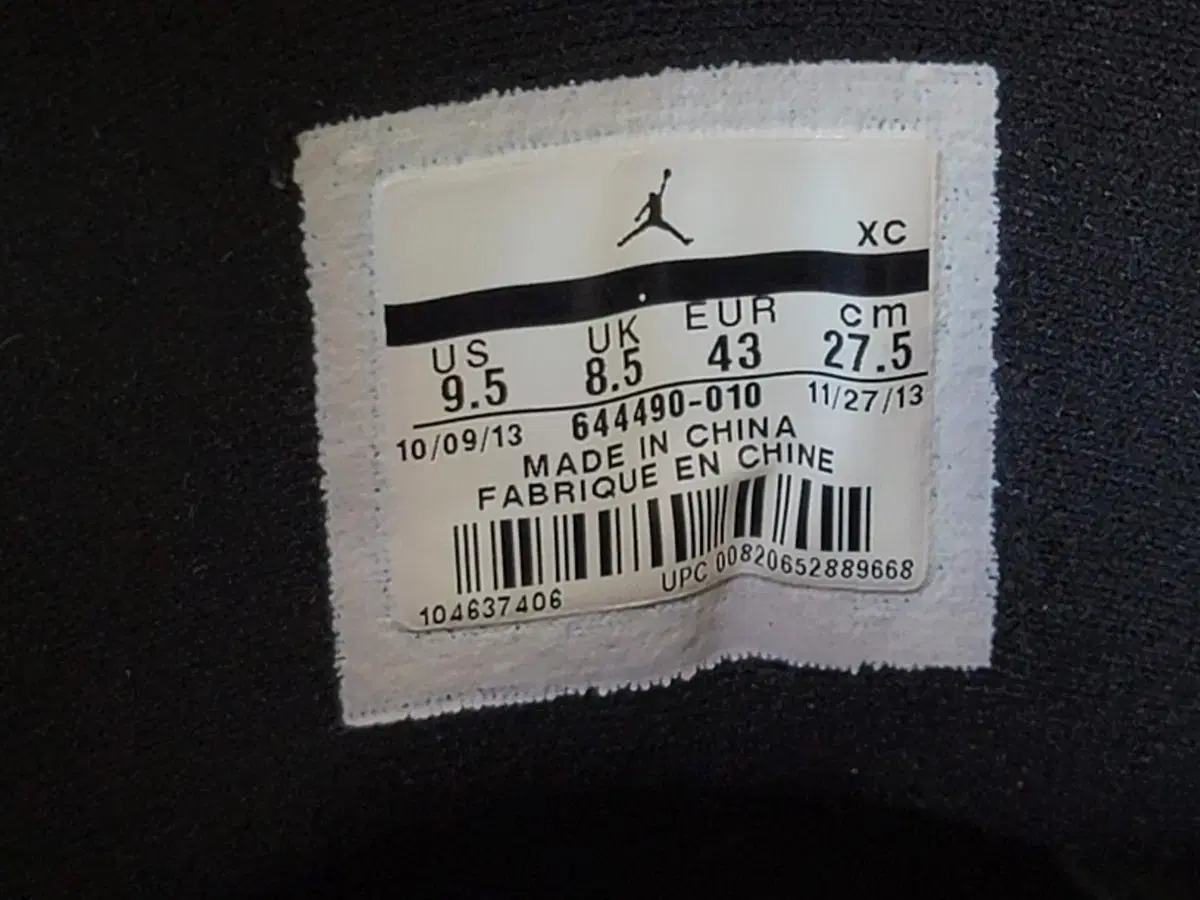 XC
US UK EUR cm
9.5 8.5 43 27.5
10/09/13 644490-010 11/27/13
MADE IN CHINA
FABRIQUE EN CHINE
104637406 UPC 00820652889668